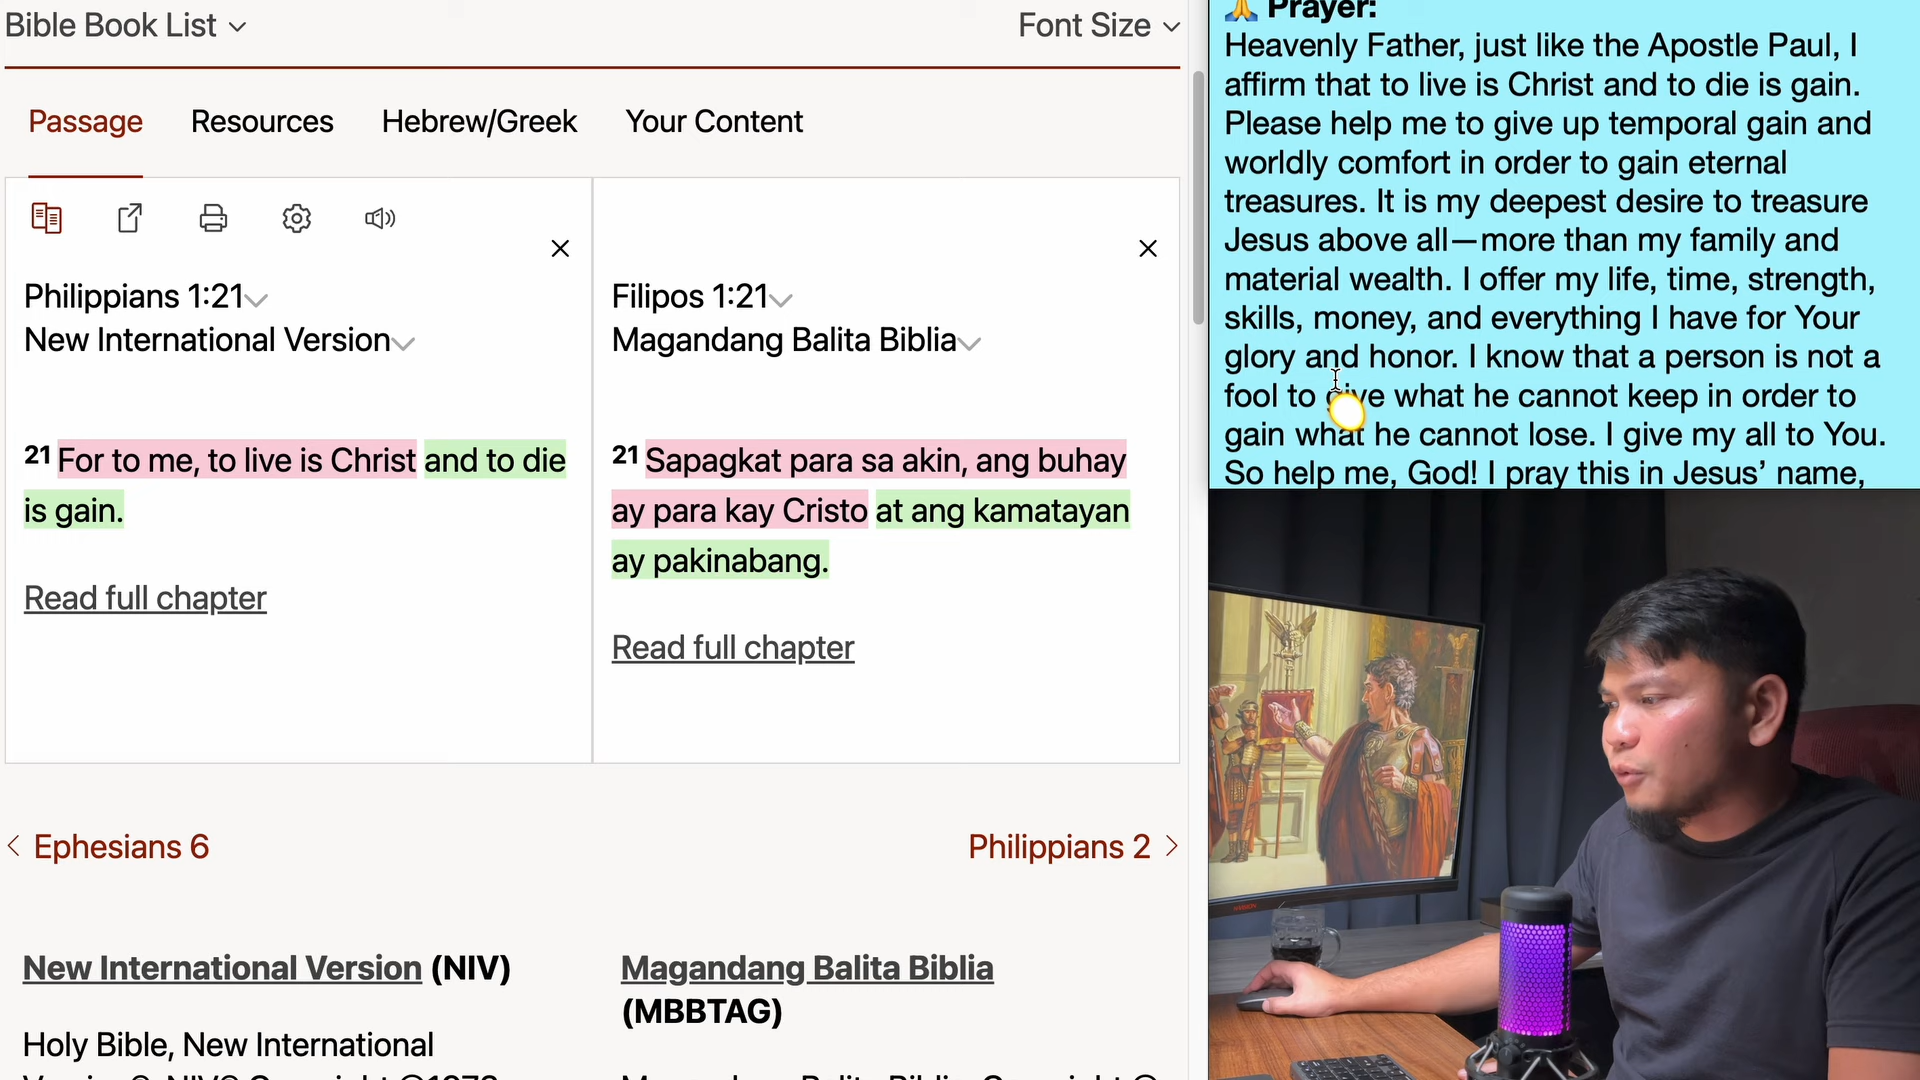 Bible Book List
Font Size
Passage
Resources
Hebrew/Greek
Your Content
Philippians 1:21
New International Version
21 For to me, to live is Christ and to die
is gain.
Read full chapter
Filipos 1:21
Magandang Balita Biblia
21 Sapagkat para sa akin, ang buhay
ay para kay Cristo at ang kamatayan
ay pakinabang.
Read full chapter
Ephesians 6
Philippians 2
New International Version (NIV)
Holy Bible, New International
Magandang Balita Biblia
(MBBTAG)
🙏 Prayer:
Heavenly Father, just like the Apostle Paul, I
affirm that to live is Christ and to die is gain.
Please help me to give up temporal gain and
worldly comfort in order to gain eternal
treasures. It is my deepest desire to treasure
Jesus above all—more than my family and
material wealth. I offer my life, time, strength,
skills, money, and everything I have for Your
glory and honor. I know that a person is not a
fool to give what he cannot keep in order to
gain what he cannot lose. I give my all to You.
So help me, God! I pray this in Jesus’ name,